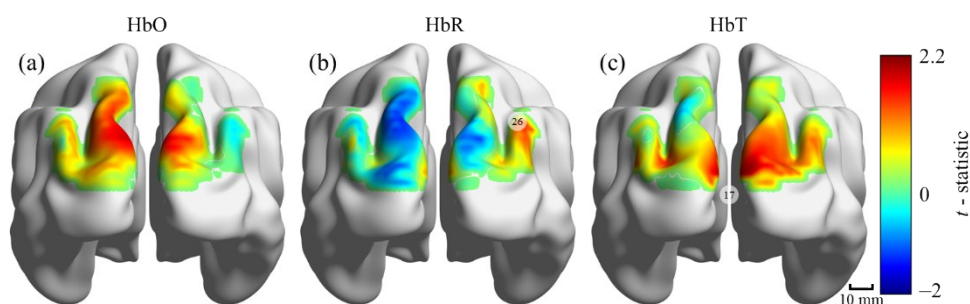 HbO
HbR
HbT
(a)
(b)
(c)
26
17
2.2
0
−2
t - statistic
10 mm